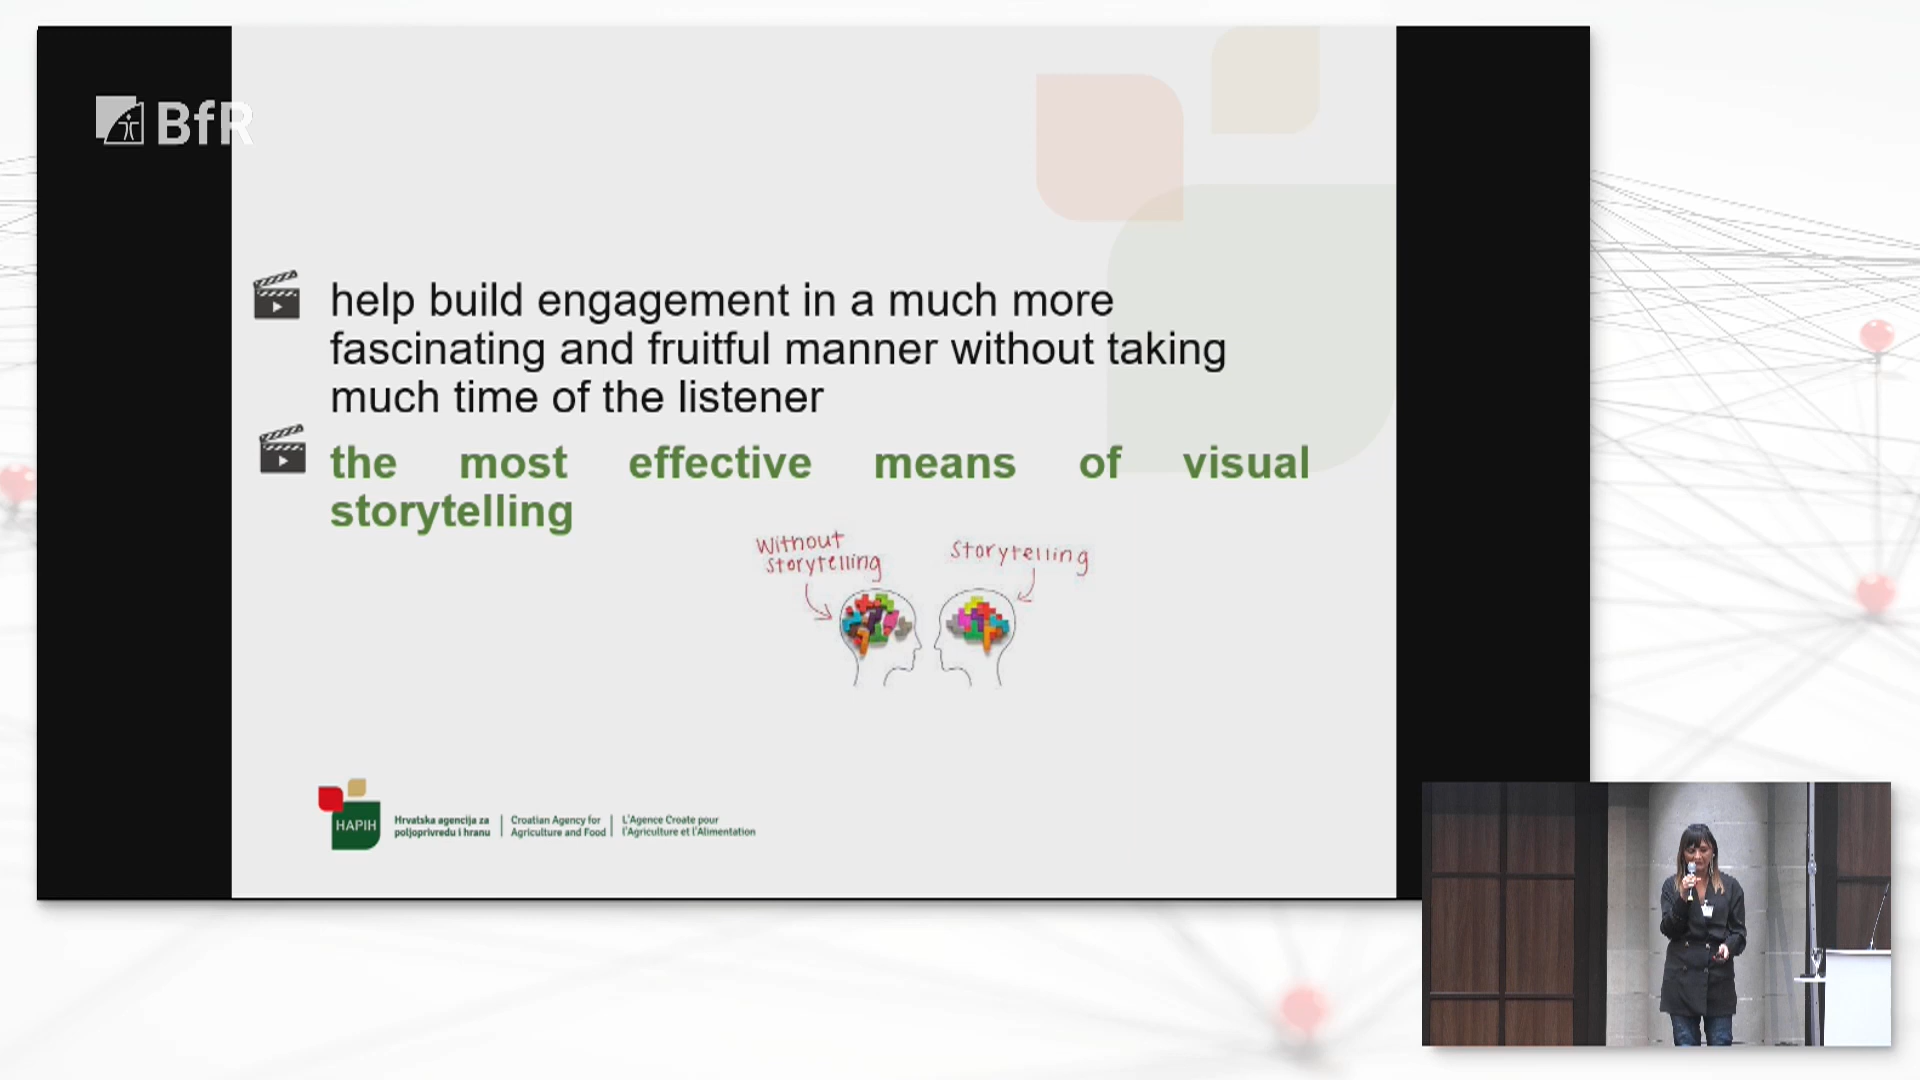 BfR
help build engagement in a much more
fascinating and fruitful manner without taking
much time of the listener
the most effective means of visual
storytelling
Without
storytelling
Storytelling
HAPIH
Hrvatska agencija za
poljoprivredu i hranu
Croatian Agency for
Agriculture and Food
L'Agence Croate pour
l'Agriculture et l'Alimentation